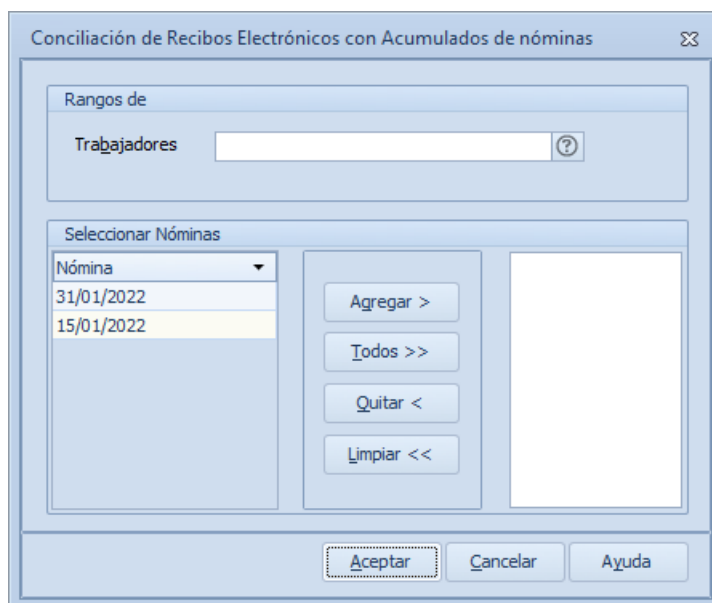 Conciliación de Recibos Electrónicos con Acumulados de nóminas
Rangos de
Trabajadores
Seleccionar Nóminas
Nómina
31/01/2022
15/01/2022
Agregar >
Todos >>
Quitar <
Limpiar <<
Aceptar
Cancelar
Ayuda